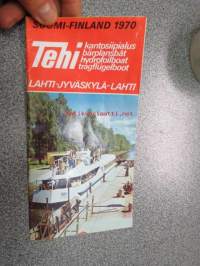 SUOMI-FINLAND 1970
Tehi
kantosiipialus
bärplansbåt
hydrofoilboat
tragflügelboot
LAHTI-JYVÄSKYLÄ-LAHTI